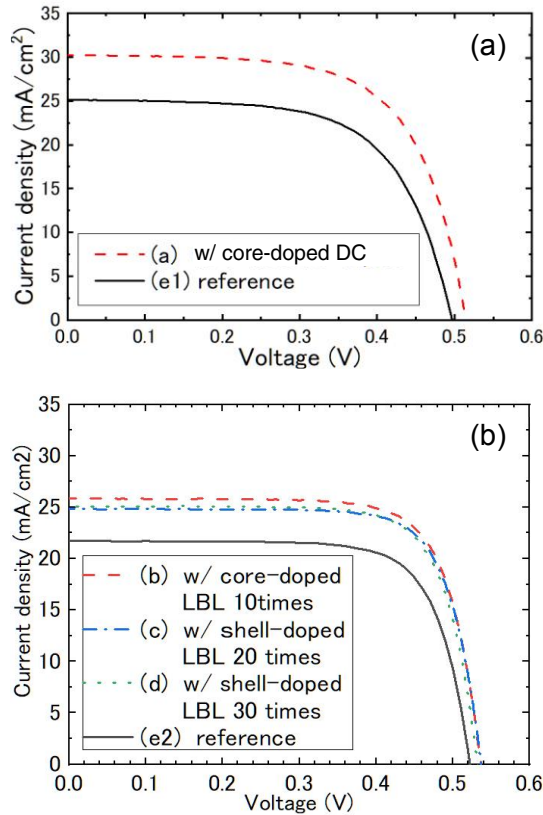 (a)
Current density (mA/cm²)
35
30
25
20
15
10
5
0
(a) w/ core-doped DC
(e1) reference
0.0 0.1 0.2 0.3 0.4 0.5 0.6
Voltage (V)
(b)
Current density (mA/cm2)
35
30
25
20
15
10
5
0
(b) w/ core-doped
LBL 10times
(c) w/ shell-doped
LBL 20 times
(d) w/ shell-doped
LBL 30 times
(e2) reference
0.0 0.1 0.2 0.3 0.4 0.5 0.6
Voltage (V)